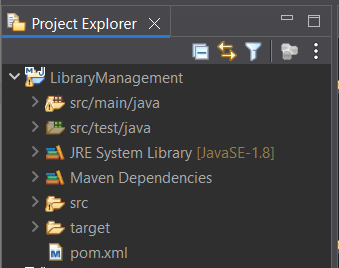 Project Explorer
LibraryManagement
src/main/java
src/test/java
JRE System Library [JavaSE-1.8]
Maven Dependencies
src
target
pom.xml